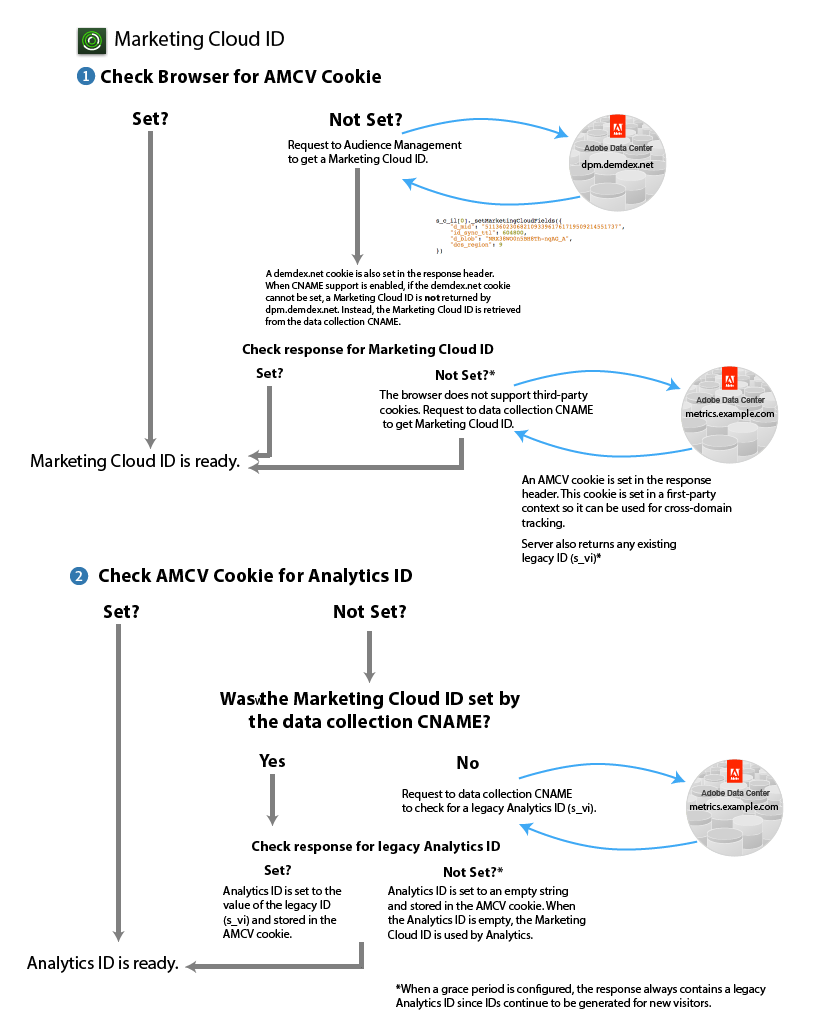 Marketing Cloud ID
1 Check Browser for AMCV Cookie
Set?
Not Set?
Request to Audience Management
to get a Marketing Cloud ID.
Adobe Data Center
dpm.demdex.net
s_c_il[0]._setMarketingCloudFields({
"d_mid": "51136023068210933961761719509214551737",
"id_sync_ttl": 604800,
"d_blob": "NRX38WO0n5BH8Th-nqAG_A",
"dcs_region": 9
})
A demdex.net cookie is also set in the response header.
When CNAME support is enabled, if the demdex.net cookie
cannot be set, a Marketing Cloud ID is not returned by
dpm.demdex.net. Instead, the Marketing Cloud ID is retrieved
from the data collection CNAME.
Check response for Marketing Cloud ID
Set?
Not Set?*
The browser does not support third-party
cookies. Request to data collection CNAME
to get Marketing Cloud ID.
Adobe Data Center
metrics.example.com
Marketing Cloud ID is ready.
An AMCV cookie is set in the response
header. This cookie is set in a first-party
context so it can be used for cross-domain
tracking.
Server also returns any existing
legacy ID (s_vi)*
2 Check AMCV Cookie for Analytics ID
Set?
Not Set?
Was the Marketing Cloud ID set by
the data collection CNAME?
Yes
No
Request to data collection CNAME
to check for a legacy Analytics ID (s_vi).
Adobe Data Center
metrics.example.com
Check response for legacy Analytics ID
Set?
Not Set?*
Analytics ID is set to the
value of the legacy ID
(s_vi) and stored in the
AMCV cookie.
Analytics ID is set to an empty string
and stored in the AMCV cookie. When
the Analytics ID is empty, the Marketing
Cloud ID is used by Analytics.
Analytics ID is ready.
*When a grace period is configured, the response always contains a legacy
Analytics ID since IDs continue to be generated for new visitors.